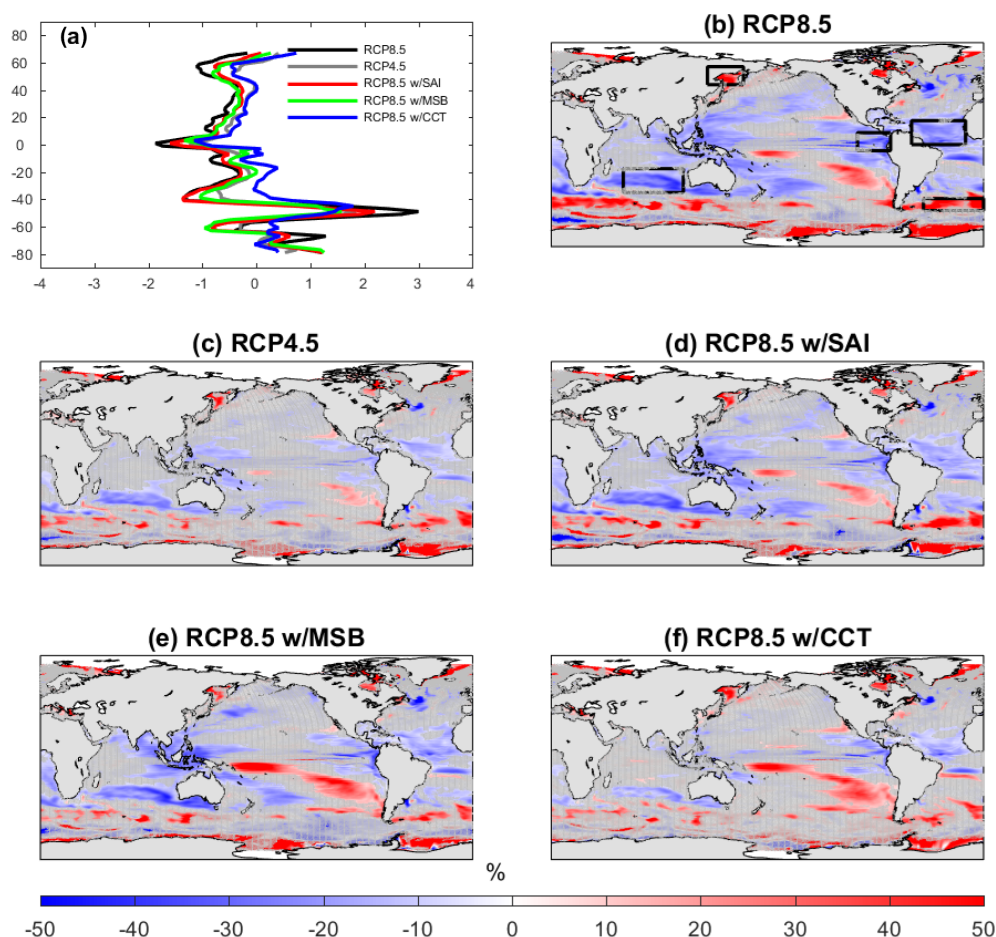 (a)
80
60
40
20
0
-20
-40
-60
-80
-4 -3 -2 -1 0 1 2 3 4
RCP8.5
RCP4.5
RCP8.5 w/SAI
RCP8.5 w/MSB
RCP8.5 w/CCT
(b) RCP8.5
(c) RCP4.5
(d) RCP8.5 w/SAI
(e) RCP8.5 w/MSB
(f) RCP8.5 w/CCT
%
-50 -40 -30 -20 -10 0 10 20 30 40 50